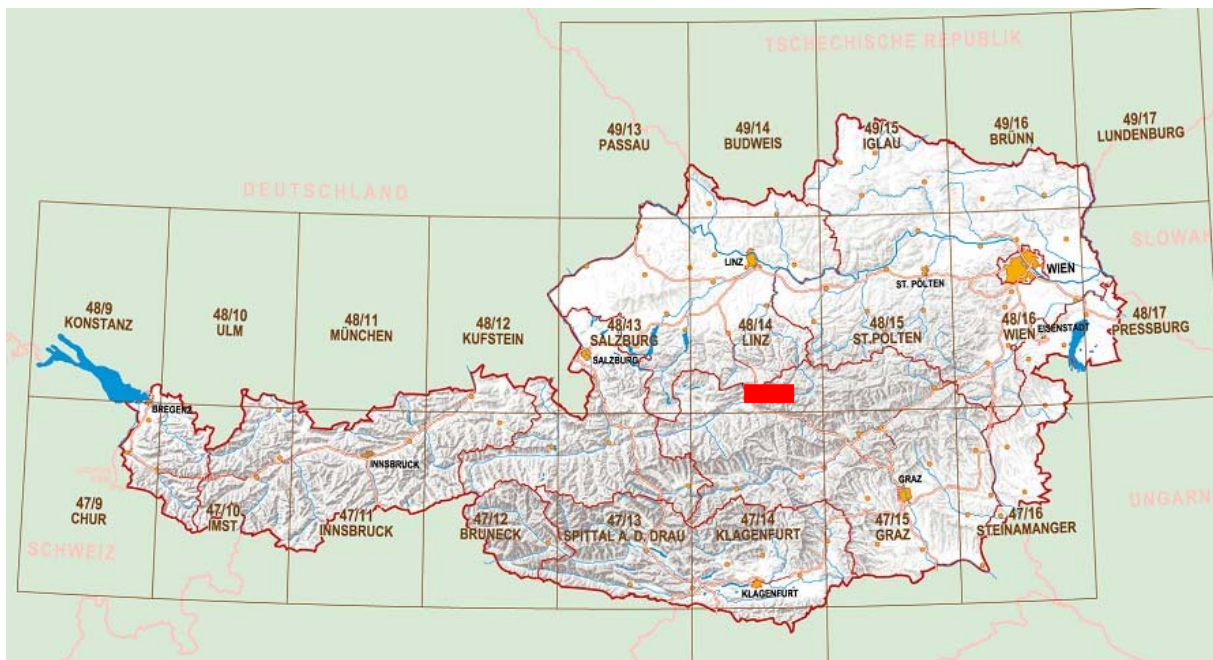 TSCHECHISCHE REPUBLIK
49/13
PASSAU
49/14
BUDWEIS
49/15
IGLAU
49/16
BRÜNN
49/17
LUNDENBURG
DEUTSCHLAND
SLOWAK
LINZ
WIEN
ST. PÖLTEN
48/9
KONSTANZ
48/10
ULM
48/11
MÜNCHEN
48/12
KUFSTEIN
48/13
SALZBURG
48/14
LINZ
48/15
ST.PÖLTEN
48/16
WIEN
EISENSTADT
48/17
PRESSBURG
SALZBURG
BREGENZ
INNSBRUCK
GRAZ
UNGARN
47/9
CHUR
47/10
IMST
47/11
INNSBRUCK
47/12
BRUNECK
47/13
SPITTAL A. D. DRAU
47/14
KLAGENFURT
47/15
GRAZ
47/16
STEINAMANGER
SCHWEIZ
KLAGENFURT